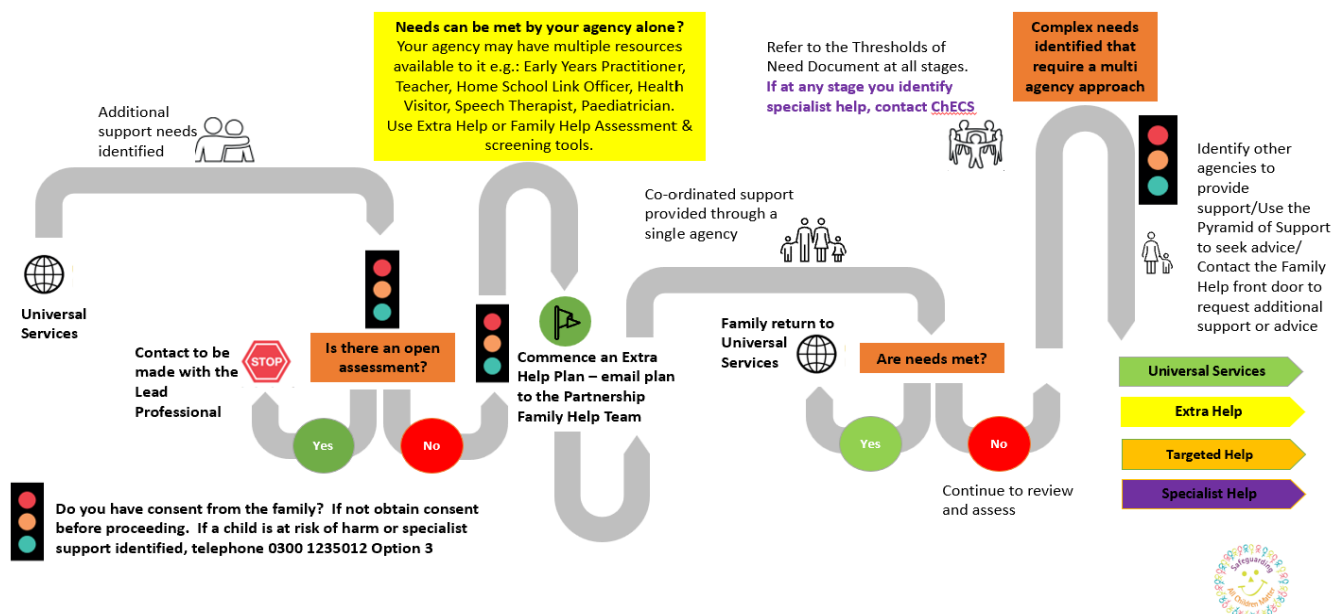 Additional
support needs
identified
Universal
Services
Needs can be met by your agency alone?
Your agency may have multiple resources
available to it e.g.: Early Years Practitioner,
Teacher, Home School Link Officer, Health
Visitor, Speech Therapist, Paediatrician.
Use Extra Help or Family Help Assessment &
screening tools.
Is there an open
assessment?
Contact to be
made with the
Lead
Professional
STOP
Yes
No
Commence an Extra
Help Plan – email plan
to the Partnership
Family Help Team
Co-ordinated support
provided through a
single agency
Refer to the Thresholds of
Need Document at all stages.
If at any stage you identify
specialist help, contact ChECS
Family return to
Universal
Services
Are needs met?
Yes
No
Continue to review
and assess
Complex needs
identified that
require a multi
agency approach
Identify other
agencies to
provide
support/Use the
Pyramid of Support
to seek advice/
Contact the Family
Help front door to
request additional
support or advice
Universal Services
Extra Help
Targeted Help
Specialist Help
Do you have consent from the family? If not obtain consent
before proceeding. If a child is at risk of harm or specialist
support identified, telephone 0300 1235012 Option 3
Safeguarding
All Children Matter